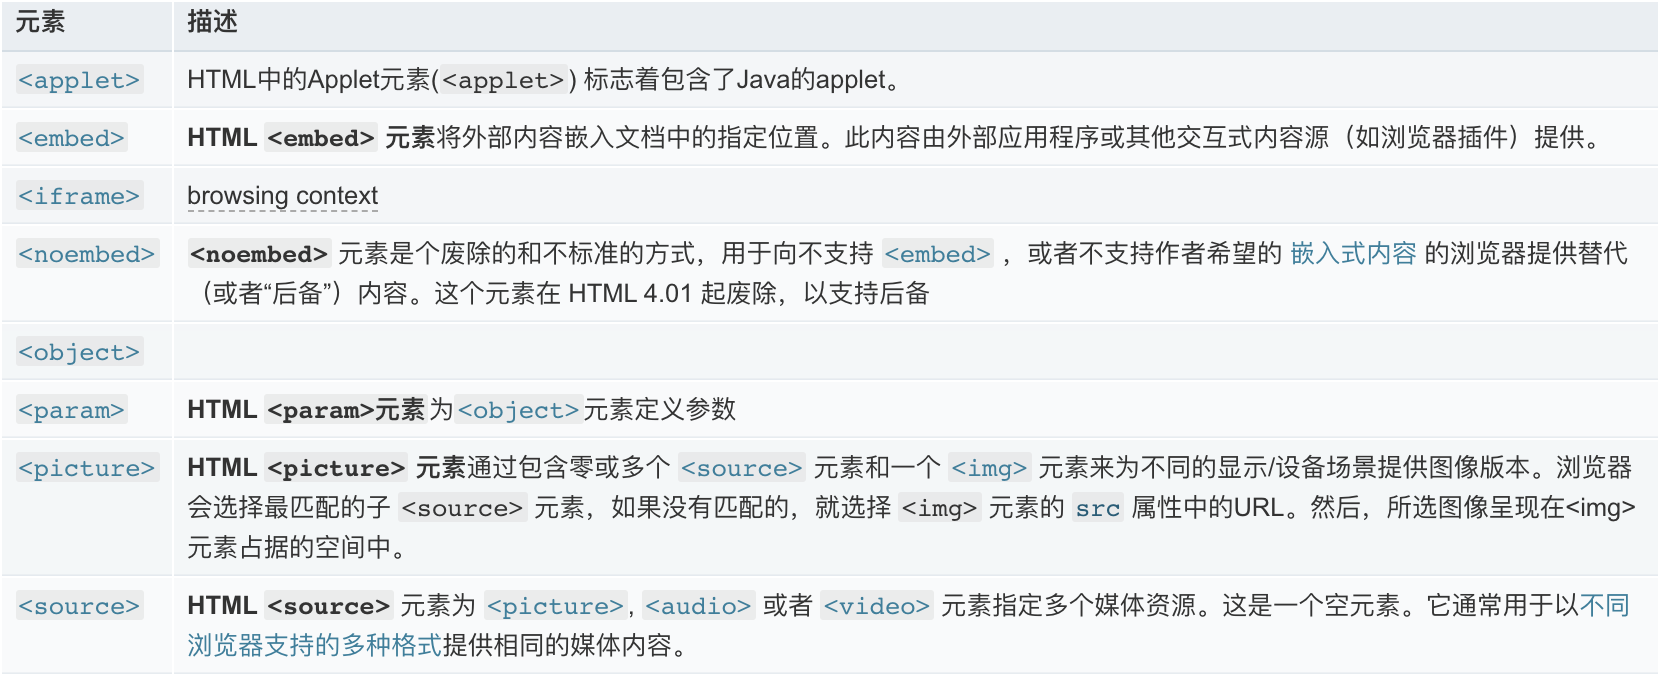 元素 描述
<applet> HTML中的Applet元素(<applet>) 标志着包含了Java的applet。
<embed> HTML <embed> 元素将外部内容嵌入文档中的指定位置。此内容由外部应用程序或其他交互式内容源（如浏览器插件）提供。
<iframe> browsing context
<noembed> <noembed> 元素是个废除的和不标准的方式，用于向不支持 <embed> ，或者不支持作者希望的 嵌入式内容 的浏览器提供替代
（或者“后备”）内容。这个元素在 HTML 4.01 起废除，以支持后备
<object>
<param> HTML <param>元素为<object>元素定义参数
<picture> HTML <picture> 元素通过包含零或多个 <source> 元素和一个 <img> 元素来为不同的显示/设备场景提供图像版本。浏览器
会选择最匹配的子 <source> 元素，如果没有匹配的，就选择 <img> 元素的 src 属性中的URL。然后，所选图像呈现在<img>
元素占据的空间中。
<source> HTML <source> 元素为 <picture>, <audio> 或者 <video> 元素指定多个媒体资源。这是一个空元素。它通常用于以不同
浏览器支持的多种格式提供相同的媒体内容。